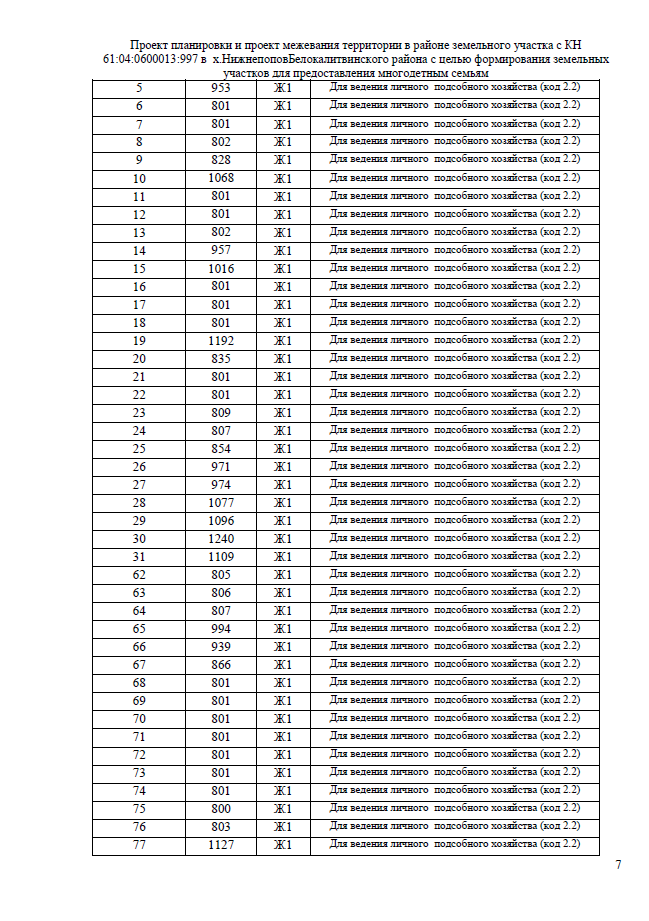 Проект планировки и проект межевания территории в районе земельного участка с КН
61:04:0600013:997 в х.НижнепоповБелокалитвинского района с целью формирования земельных
участков для предоставления многодетным семьям
5 953 Ж1 Для ведения личного подсобного хозяйства (код 2.2)
6 801 Ж1 Для ведения личного подсобного хозяйства (код 2.2)
7 801 Ж1 Для ведения личного подсобного хозяйства (код 2.2)
8 802 Ж1 Для ведения личного подсобного хозяйства (код 2.2)
9 828 Ж1 Для ведения личного подсобного хозяйства (код 2.2)
10 1068 Ж1 Для ведения личного подсобного хозяйства (код 2.2)
11 801 Ж1 Для ведения личного подсобного хозяйства (код 2.2)
12 801 Ж1 Для ведения личного подсобного хозяйства (код 2.2)
13 802 Ж1 Для ведения личного подсобного хозяйства (код 2.2)
14 957 Ж1 Для ведения личного подсобного хозяйства (код 2.2)
15 1016 Ж1 Для ведения личного подсобного хозяйства (код 2.2)
16 801 Ж1 Для ведения личного подсобного хозяйства (код 2.2)
17 801 Ж1 Для ведения личного подсобного хозяйства (код 2.2)
18 801 Ж1 Для ведения личного подсобного хозяйства (код 2.2)
19 1192 Ж1 Для ведения личного подсобного хозяйства (код 2.2)
20 835 Ж1 Для ведения личного подсобного хозяйства (код 2.2)
21 801 Ж1 Для ведения личного подсобного хозяйства (код 2.2)
22 801 Ж1 Для ведения личного подсобного хозяйства (код 2.2)
23 809 Ж1 Для ведения личного подсобного хозяйства (код 2.2)
24 807 Ж1 Для ведения личного подсобного хозяйства (код 2.2)
25 854 Ж1 Для ведения личного подсобного хозяйства (код 2.2)
26 971 Ж1 Для ведения личного подсобного хозяйства (код 2.2)
27 974 Ж1 Для ведения личного подсобного хозяйства (код 2.2)
28 1077 Ж1 Для ведения личного подсобного хозяйства (код 2.2)
29 1096 Ж1 Для ведения личного подсобного хозяйства (код 2.2)
30 1240 Ж1 Для ведения личного подсобного хозяйства (код 2.2)
31 1109 Ж1 Для ведения личного подсобного хозяйства (код 2.2)
62 805 Ж1 Для ведения личного подсобного хозяйства (код 2.2)
63 806 Ж1 Для ведения личного подсобного хозяйства (код 2.2)
64 807 Ж1 Для ведения личного подсобного хозяйства (код 2.2)
65 994 Ж1 Для ведения личного подсобного хозяйства (код 2.2)
66 939 Ж1 Для ведения личного подсобного хозяйства (код 2.2)
67 866 Ж1 Для ведения личного подсобного хозяйства (код 2.2)
68 801 Ж1 Для ведения личного подсобного хозяйства (код 2.2)
69 801 Ж1 Для ведения личного подсобного хозяйства (код 2.2)
70 801 Ж1 Для ведения личного подсобного хозяйства (код 2.2)
71 801 Ж1 Для ведения личного подсобного хозяйства (код 2.2)
72 801 Ж1 Для ведения личного подсобного хозяйства (код 2.2)
73 801 Ж1 Для ведения личного подсобного хозяйства (код 2.2)
74 801 Ж1 Для ведения личного подсобного хозяйства (код 2.2)
75 800 Ж1 Для ведения личного подсобного хозяйства (код 2.2)
76 803 Ж1 Для ведения личного подсобного хозяйства (код 2.2)
77 1127 Ж1 Для ведения личного подсобного хозяйства (код 2.2)
7